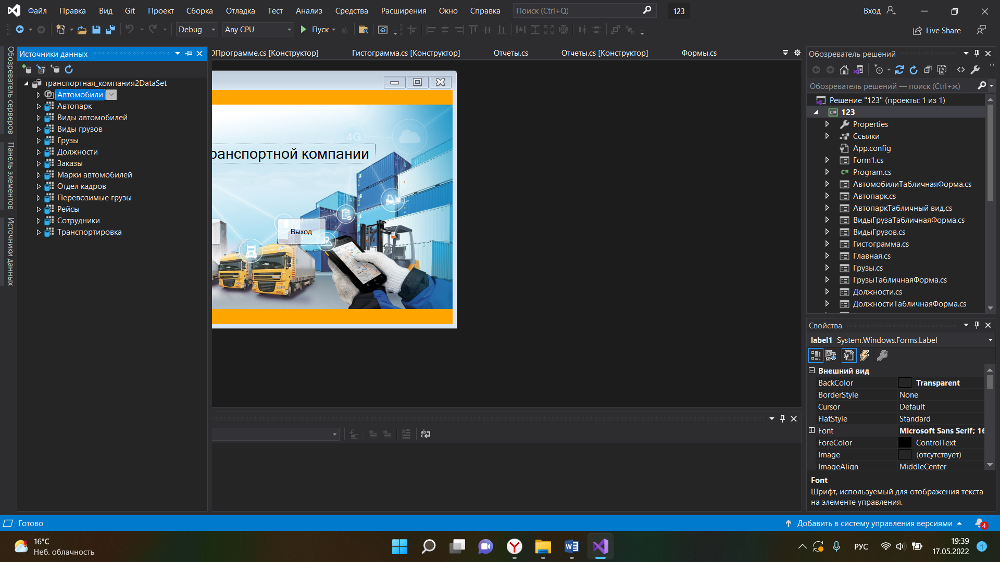 Файл Правка Вид Git Проект Сборка Отладка Тест Анализ Средства Расширения Окно Справка Поиск (Ctrl+Q) 123 Вход
Debug Any CPU Пуск Live Share
Обозреватель серверов
Панель элементов
Источники данных
Источники данных
транспортная_компания2DataSet
Автомобили
Автопарк
Виды автомобилей
Виды грузов
Грузы
Должности
Заказы
Марки автомобилей
Отдел кадров
Перевозимые грузы
Рейсы
Сотрудники
Транспортировка
ОПрограмме.cs [Конструктор] Гистограмма.cs [Конструктор] Отчеты.cs Отчеты.cs [Конструктор] Формы.cs
4G
ранспортной компании
Выход
Обозреватель решений
Обозреватель решений — поиск (Ctrl+ж)
Решение "123" (проекты: 1 из 1)
123
Properties
Ссылки
App.config
Form1.cs
Program.cs
АвтомобилиТабличнаяФорма.cs
Автопарк.cs
АвтопаркТабличный вид.cs
ВидыГрузаТабличнаяФорма.cs
ВидыГрузов.cs
Гистограмма.cs
Главная.cs
Грузы.cs
ГрузыТабличнаяФорма.cs
Должности.cs
ДолжностиТабличнаяФорма.cs
Свойства
label1 System.Windows.Forms.Label
Внешний вид
BackColor Transparent
BorderStyle None
Cursor Default
FlatStyle Standard
Font Microsoft Sans Serif; 16
ForeColor ControlText
Image (отсутствует)
ImageAlign MiddleCenter
Font
Шрифт, используемый для отображения текста
на элементе управления.
Готово Добавить в систему управления версиями 4
16°C
Неб. облачность
РУС
19:39
17.05.2022
1